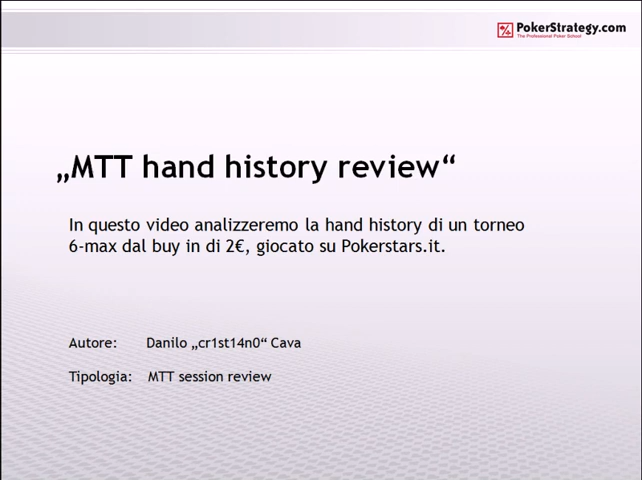 PokerStrategy.com
The Professional Poker School
„MTT hand history review“
In questo video analizzeremo la hand history di un torneo
6-max dal buy in di 2€, giocato su Pokerstars.it.
Autore: Danilo „cr1st14n0“ Cava
Tipologia: MTT session review